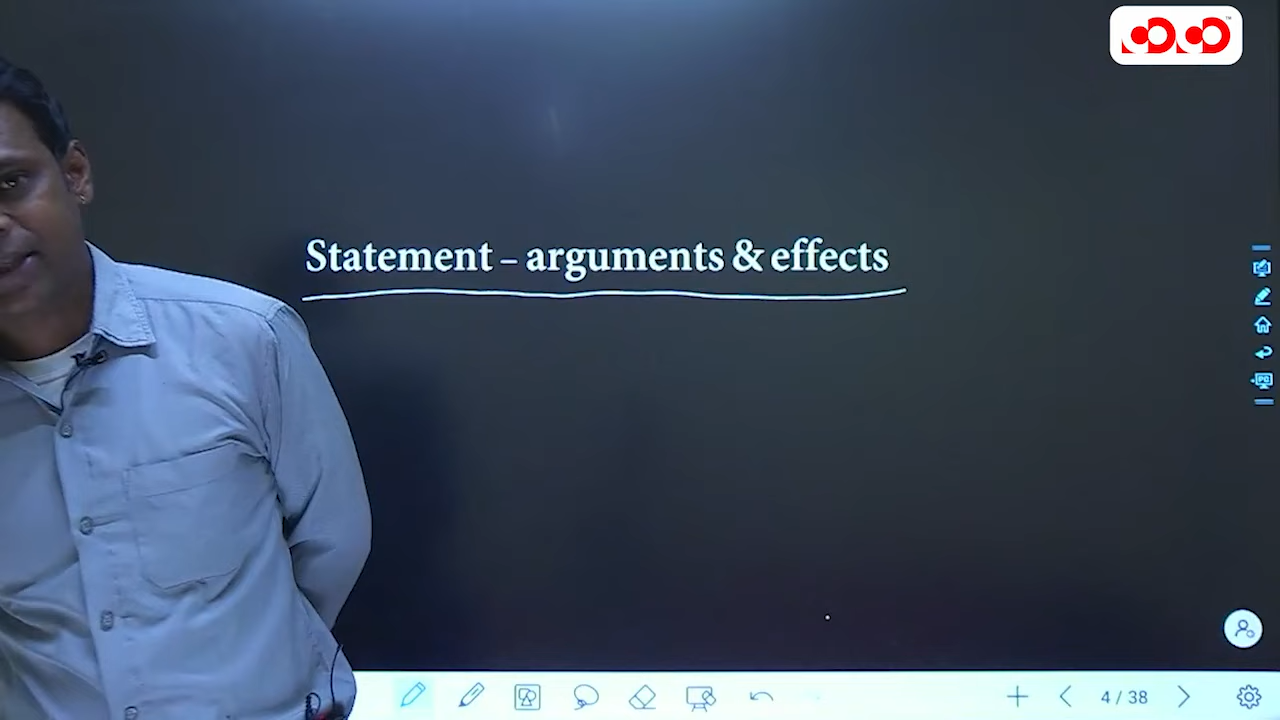 Statement – arguments & effects
4 / 38